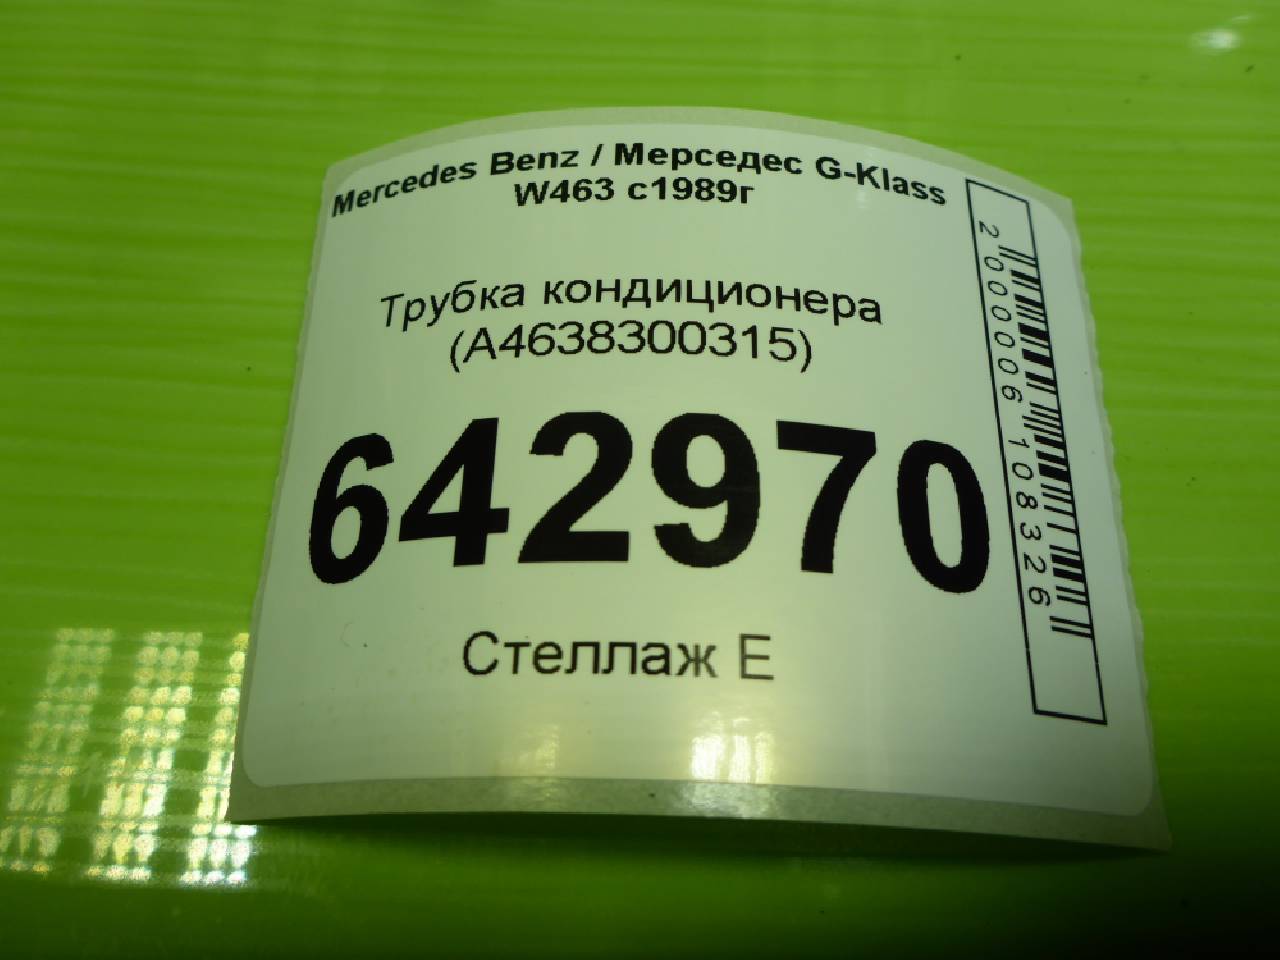 Mercedes Benz / Мерседес G-Klass
W463 с1989г
Трубка кондиционера
(A4638300315)
642970
Стеллаж Е
2000006108326